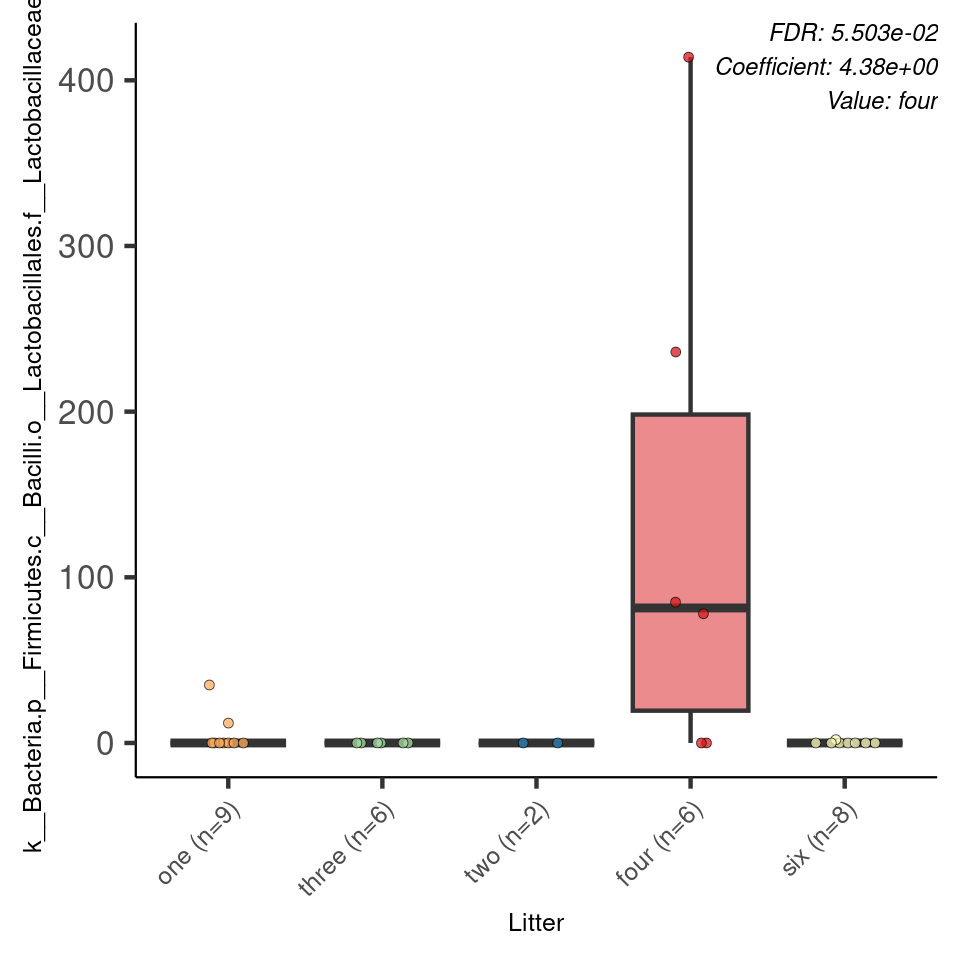 FDR: 5.503e-02
Coefficient: 4.38e+00
Value: four
k__Bacteria.p__Firmicutes.c__Bacilli.o__Lactobacillales.f__Lactobacillaceae
400
300
200
100
0
one (n=9)
three (n=6)
two (n=2)
four (n=6)
six (n=8)
Litter